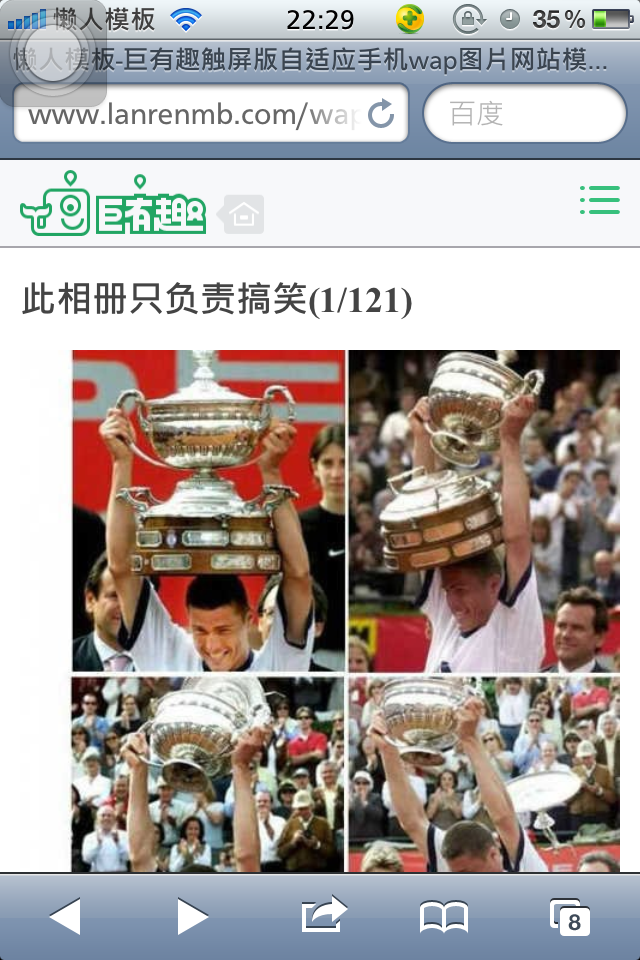 懒人模板 22:29 35%
懒人模板-巨有趣触屏版自适应手机wap图片网站模...
www.lanrenmb.com/wap 百度
巨有趣
此相册只负责搞笑(1/121)
8